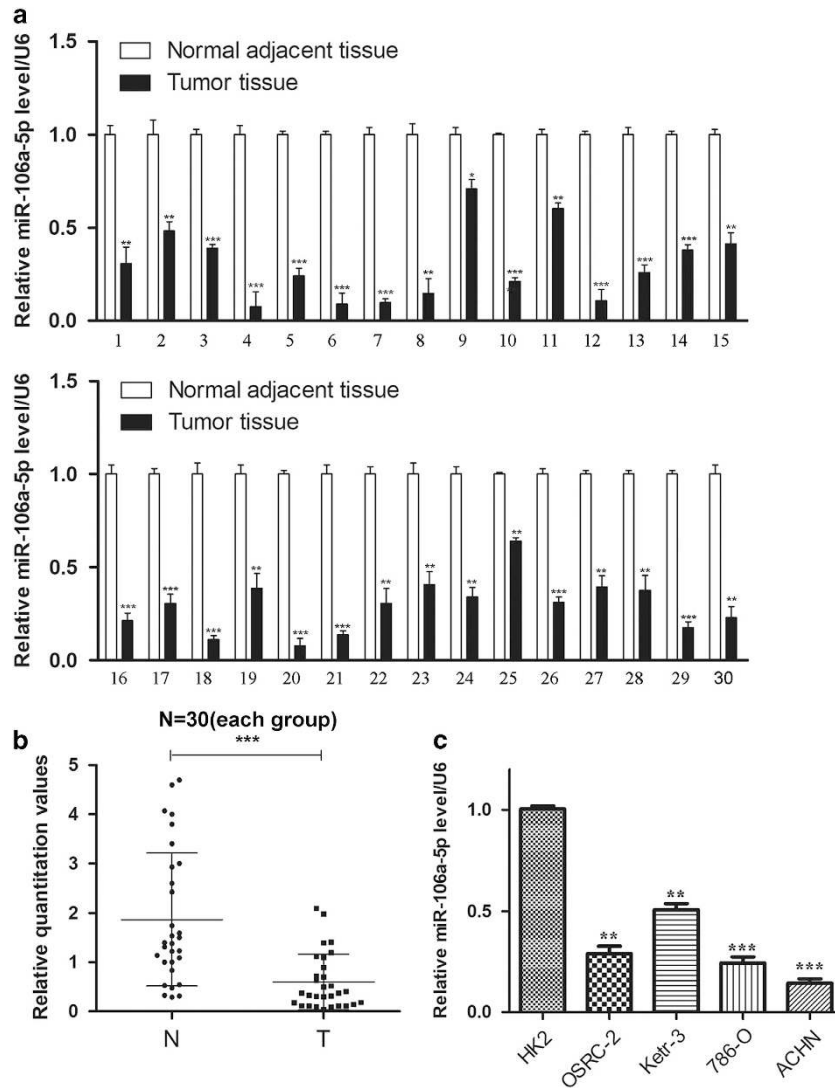 a
Relative miR-106a-5p level/U6
1.5
1.0
0.5
0.0
Normal adjacent tissue
Tumor tissue
** ** *** *** *** *** *** ** * *** ** *** *** *** **
1 2 3 4 5 6 7 8 9 10 11 12 13 14 15
Relative miR-106a-5p level/U6
1.5
1.0
0.5
0.0
Normal adjacent tissue
Tumor tissue
*** *** *** ** *** *** ** ** ** ** *** ** ** *** **
16 17 18 19 20 21 22 23 24 25 26 27 28 29 30
b
N=30(each group)
***
Relative quantitation values
5
4
3
2
1
0
N T
c
Relative miR-106a-5p level/U6
1.0
0.5
0.0
** ** *** ***
HK2 OSRC-2 Ketr-3 786-O ACHN